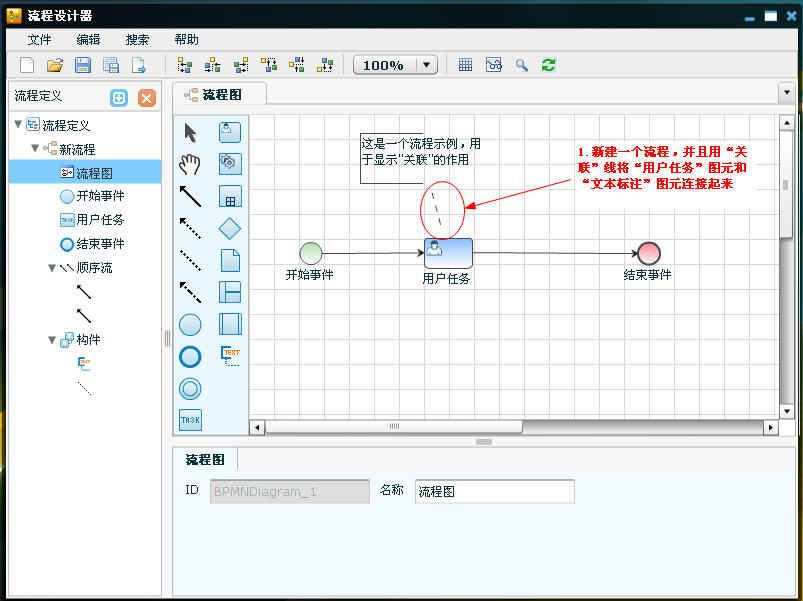 流程设计器
文件 编辑 搜索 帮助
100%
流程定义
流程图
流程定义
新流程
流程图
开始事件
TASK 用户任务
结束事件
顺序流
构件
TEXT
TEXT
TASK
这是一个流程示例，用
于显示"关联"的作用
1.新建一个流程，并且用“关
联”线将“用户任务”图元和
“文本标注”图元连接起来
开始事件
用户任务
结束事件
流程图
ID BPMNDiagram_1 名称 流程图